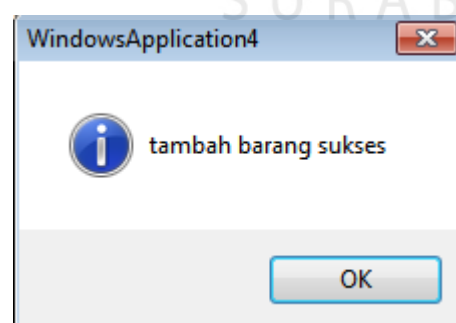 S U R A B
WindowsApplication4
tambah barang sukses
OK